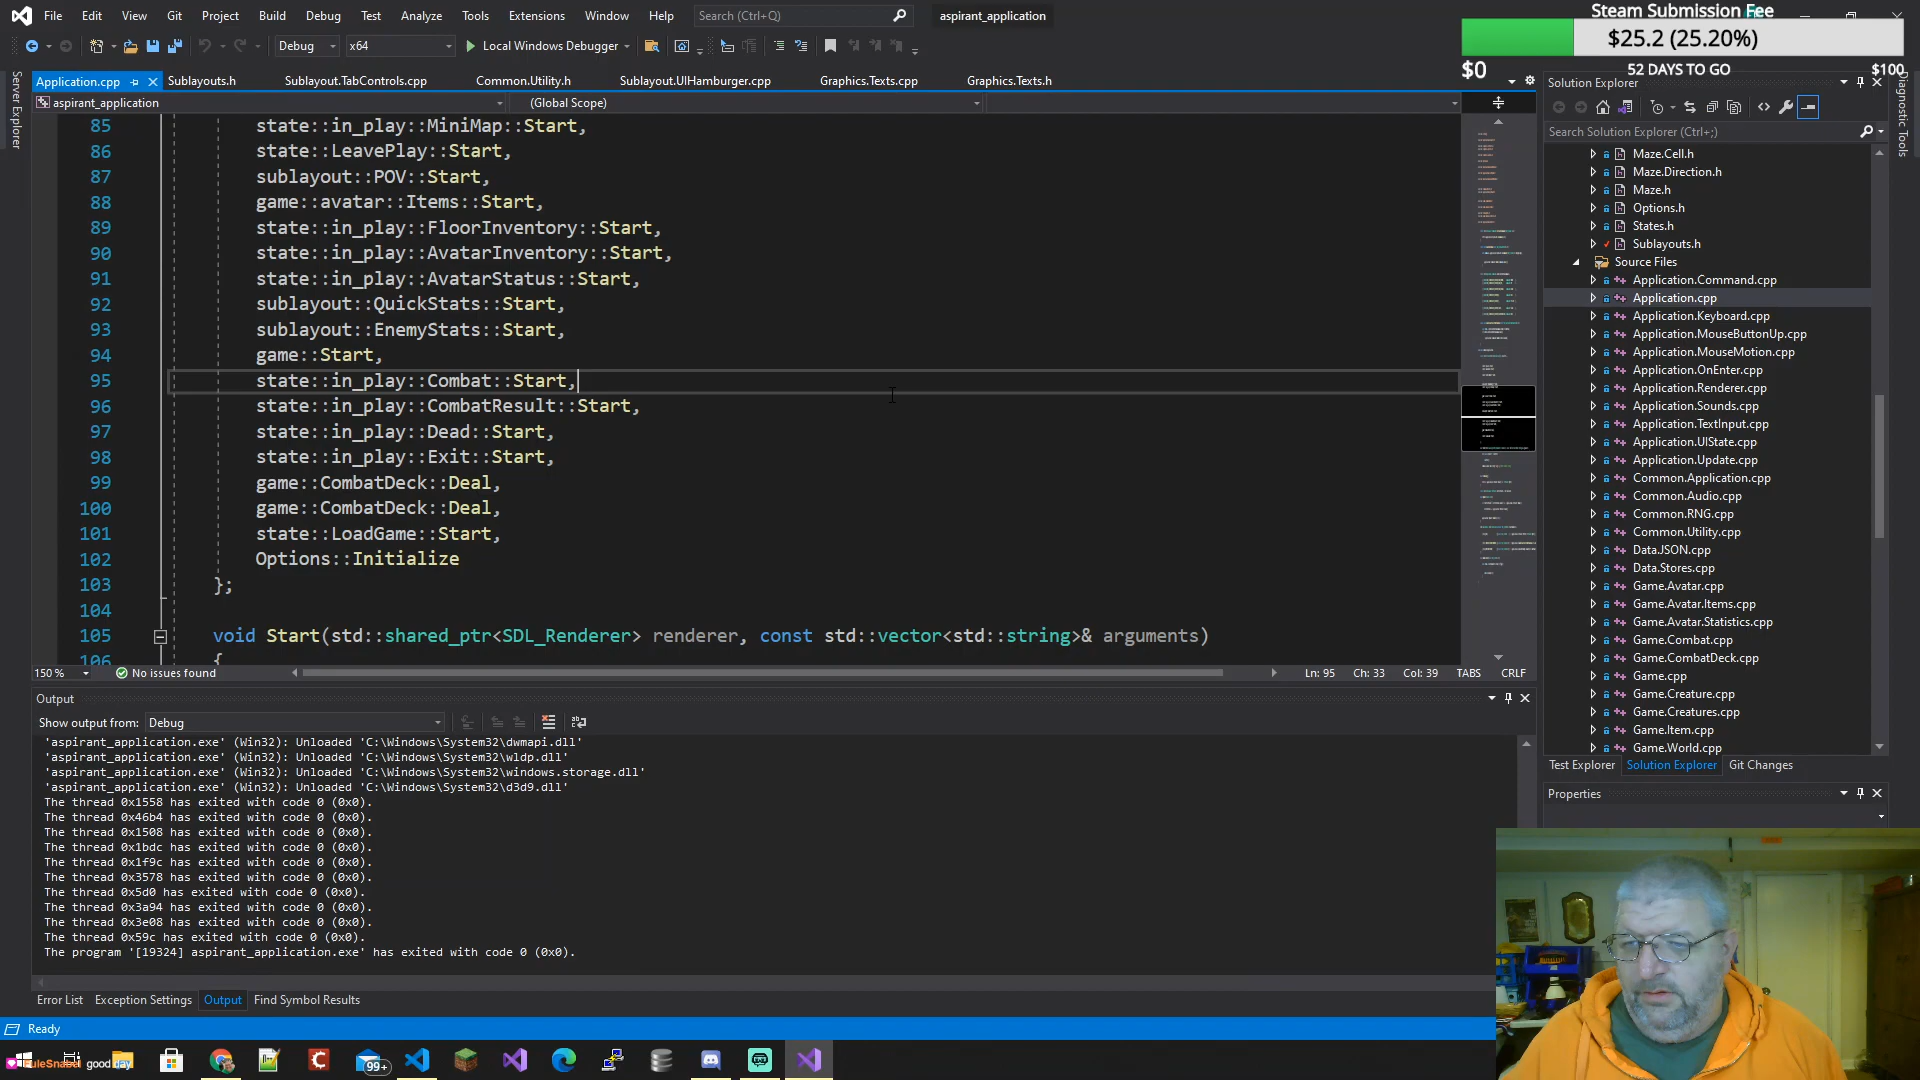 File Edit View Git Project Build Debug Test Analyze Tools Extensions Window Help Search (Ctrl+Q) aspirant_application
Steam Submission Fee
$25.2 (25.20%)
$0 52 DAYS TO GO $100
Debug x64 Local Windows Debugger
Application.cpp Sublayouts.h Sublayout.TabControls.cpp Common.Utility.h Sublayout.UIHamburger.cpp Graphics.Texts.cpp Graphics.Texts.h
aspirant_application (Global Scope)
85 state::in_play::MiniMap::Start,
86 state::LeavePlay::Start,
87 sublayout::POV::Start,
88 game::avatar::Items::Start,
89 state::in_play::FloorInventory::Start,
90 state::in_play::AvatarInventory::Start,
91 state::in_play::AvatarStatus::Start,
92 sublayout::QuickStats::Start,
93 sublayout::EnemyStats::Start,
94 game::Start,
95 state::in_play::Combat::Start,
96 state::in_play::CombatResult::Start,
97 state::in_play::Dead::Start,
98 state::in_play::Exit::Start,
99 game::CombatDeck::Deal,
100 game::CombatDeck::Deal,
101 state::LoadGame::Start,
102 Options::Initialize
103 };
104
105 void Start(std::shared_ptr<SDL_Renderer> renderer, const std::vector<std::string>& arguments)
106 {
150 % No issues found Ln: 95 Ch: 33 Col: 39 TABS CRLF
Output
Show output from: Debug
'aspirant_application.exe' (Win32): Unloaded 'C:\Windows\System32\dwmapi.dll'
'aspirant_application.exe' (Win32): Unloaded 'C:\Windows\System32\wldp.dll'
'aspirant_application.exe' (Win32): Unloaded 'C:\Windows\System32\windows.storage.dll'
'aspirant_application.exe' (Win32): Unloaded 'C:\Windows\System32\d3d9.dll'
The thread 0x1558 has exited with code 0 (0x0).
The thread 0x46b4 has exited with code 0 (0x0).
The thread 0x1508 has exited with code 0 (0x0).
The thread 0x1bdc has exited with code 0 (0x0).
The thread 0x1f9c has exited with code 0 (0x0).
The thread 0x3578 has exited with code 0 (0x0).
The thread 0x5d0 has exited with code 0 (0x0).
The thread 0x3a94 has exited with code 0 (0x0).
The thread 0x3e08 has exited with code 0 (0x0).
The thread 0x59c has exited with code 0 (0x0).
The program '[19324] aspirant_application.exe' has exited with code 0 (0x0).
Error List Exception Settings Output Find Symbol Results
Ready
good day
99+
Server Explorer
Diagnostic Tools
Solution Explorer
Search Solution Explorer (Ctrl+;)
Maze.Cell.h
Maze.Direction.h
Maze.h
Options.h
States.h
Sublayouts.h
Source Files
Application.Command.cpp
Application.cpp
Application.Keyboard.cpp
Application.MouseButtonUp.cpp
Application.MouseMotion.cpp
Application.OnEnter.cpp
Application.Renderer.cpp
Application.Sounds.cpp
Application.TextInput.cpp
Application.UIState.cpp
Application.Update.cpp
Common.Application.cpp
Common.Audio.cpp
Common.RNG.cpp
Common.Utility.cpp
Data.JSON.cpp
Data.Stores.cpp
Game.Avatar.cpp
Game.Avatar.Items.cpp
Game.Avatar.Statistics.cpp
Game.Combat.cpp
Game.CombatDeck.cpp
Game.cpp
Game.Creature.cpp
Game.Creatures.cpp
Game.Item.cpp
Game.World.cpp
Test Explorer Solution Explorer Git Changes
Properties